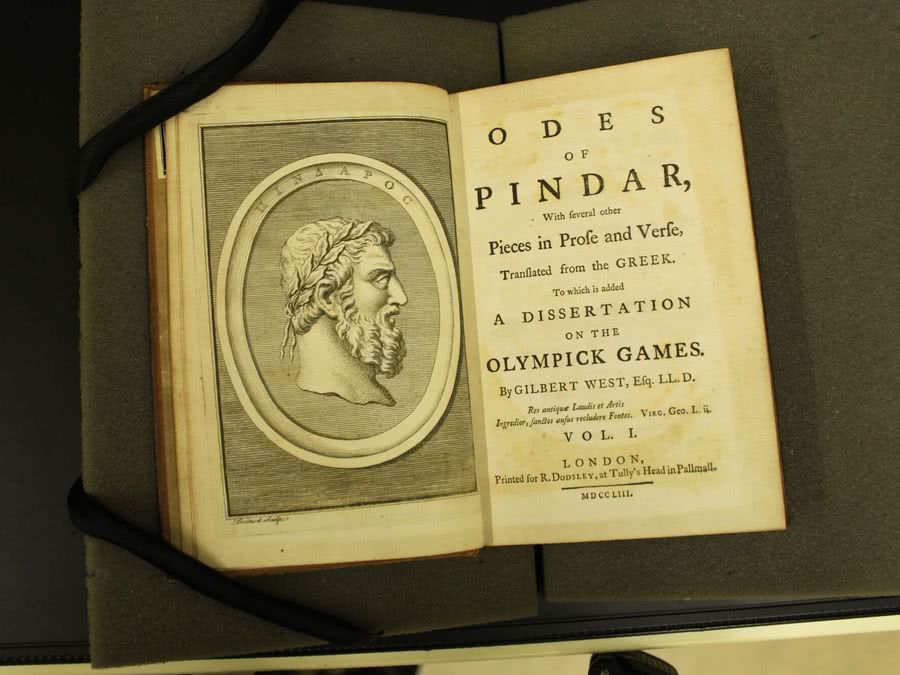 ΠΙΝΔΑΡΟC
ODES
OF
PINDAR,
With ſeveral other
Pieces in Proſe and Verſe,
Tranſlated from the GREEK.
To which is added
A DISSERTATION
ON THE
OLYMPICK GAMES.
By GILBERT WEST, Eſq. LL.D.
Res antiquæ Laudis et Artis
Ingredior, ſanctos auſus recludere Fontes. VIRG. GEO. L. ii.
VOL. I.
LONDON,
Printed for R. DODSLEY, at Tully's Head in Pallmall.
MDCCLIII.